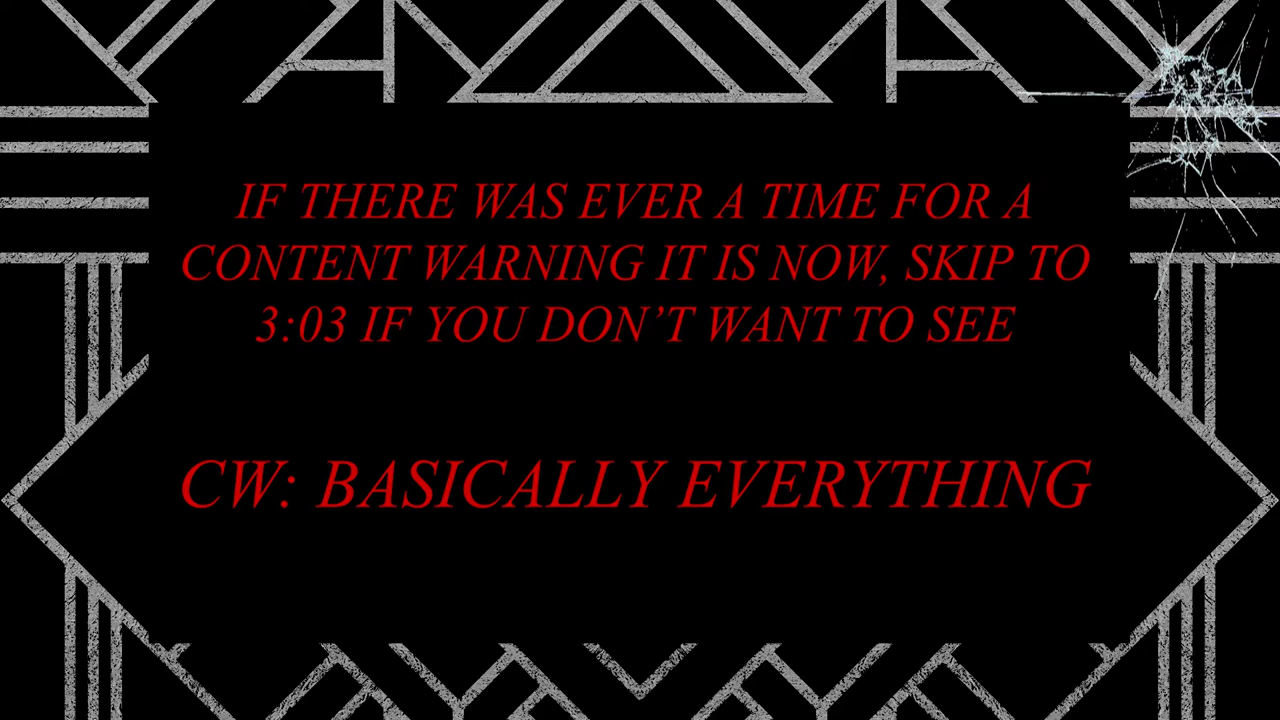 IF THERE WAS EVER A TIME FOR A
CONTENT WARNING IT IS NOW, SKIP TO
3:03 IF YOU DON’T WANT TO SEE
CW: BASICALLY EVERYTHING